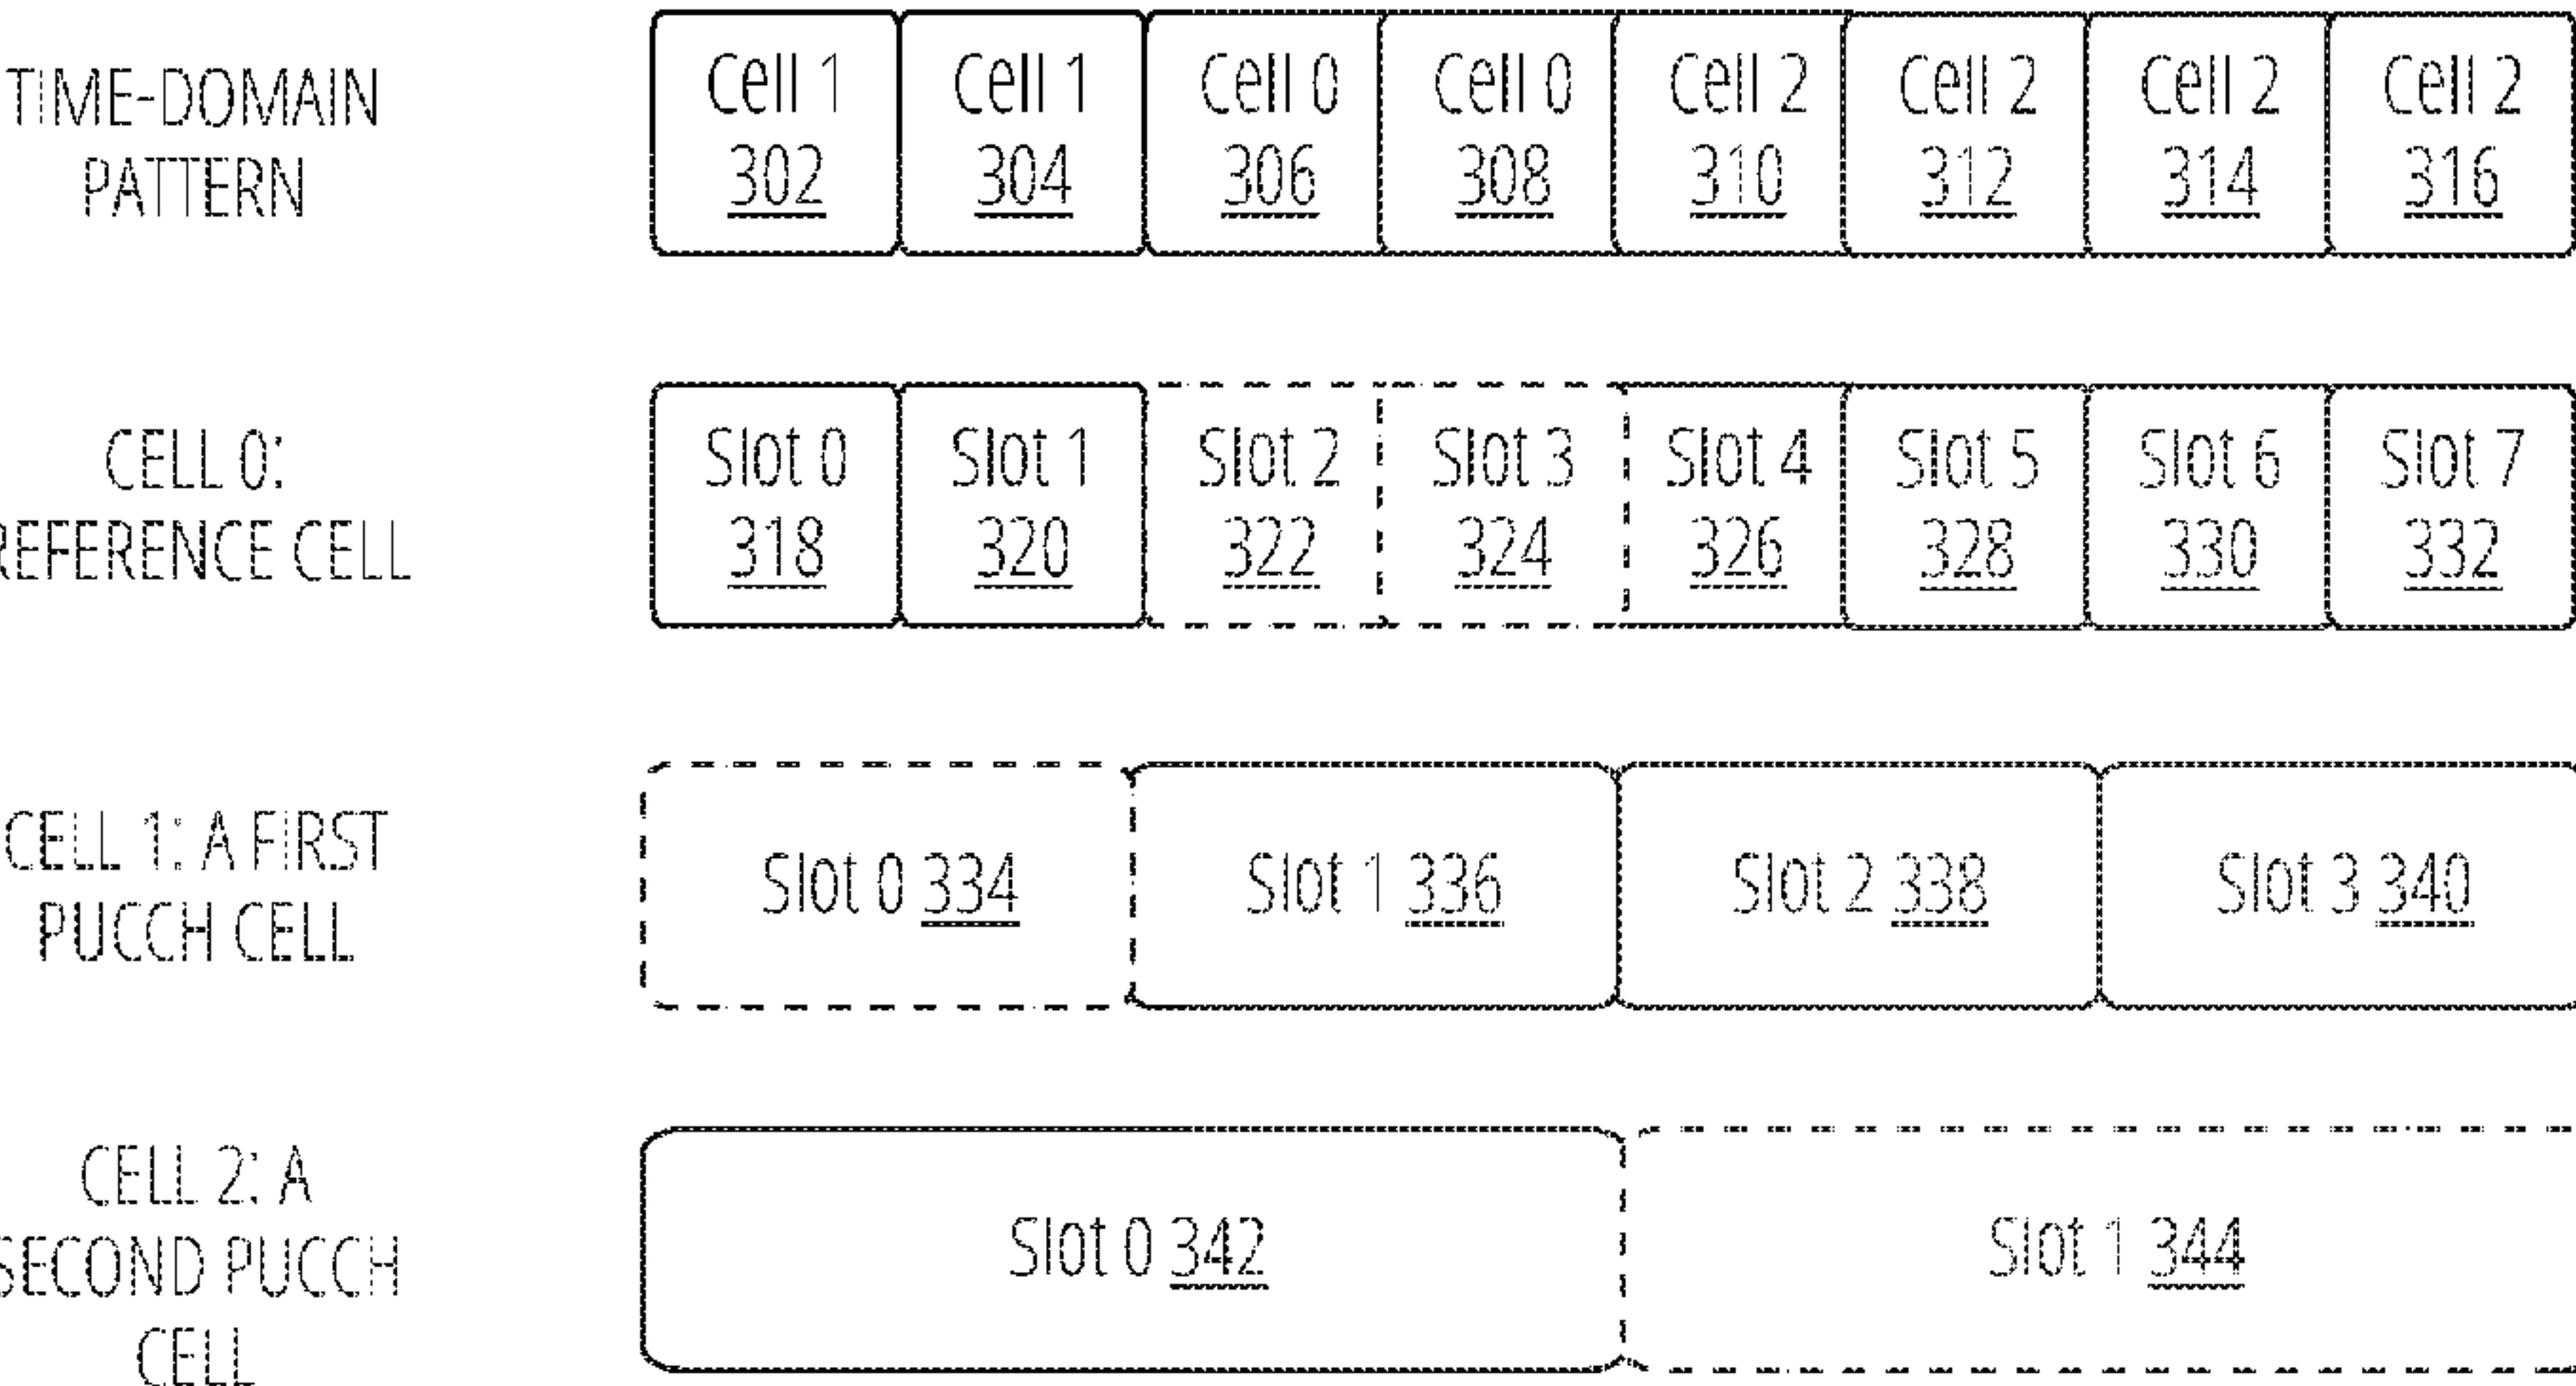 TIME-DOMAIN
PATTERN
Cell 1 Cell 1 Cell 0 Cell 0 Cell 2 Cell 2 Cell 2 Cell 2
302 304 306 308 310 312 314 316
CELL 0:
REFERENCE CELL
Slot 0 Slot 1 Slot 2 Slot 3 Slot 4 Slot 5 Slot 6 Slot 7
318 320 322 324 326 328 330 332
CELL 1: A FIRST
PUCCH CELL
Slot 0 334 Slot 1 336 Slot 2 338 Slot 3 340
CELL 2: A
SECOND PUCCH
CELL
Slot 0 342 Slot 1 344